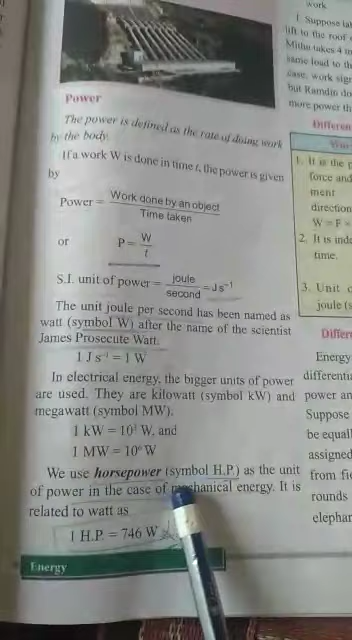 Power
The power is defined as the rate of doing work
by the body.
If a work W is done in time t, the power is given
by
Power = Work done by an object / Time taken
or P = W / t
S.I. unit of power = joule / second = Js⁻¹
The unit joule per second has been named as
watt (symbol W) after the name of the scientist
James Prosecute Watt.
1 J s⁻¹ = 1 W
In electrical energy, the bigger units of power
are used. They are kilowatt (symbol kW) and
megawatt (symbol MW).
1 kW = 10³ W, and
1 MW = 10⁶ W
We use horsepower (symbol H.P.) as the unit
of power in the case of mechanical energy. It is
related to watt as
1 H.P. = 746 W
Energy
work
1. Suppose
lift to the roof
Mithu takes 4
same load to th
case, work
but Ramdin do
more power th
Differen
1. It is the p
force and
ment
direction
W = F
2. It is
time.
3. Unit
joule (s
Differ
Energy
differentia
power an
Suppose
be equal
assigned
from
rounds
elephan